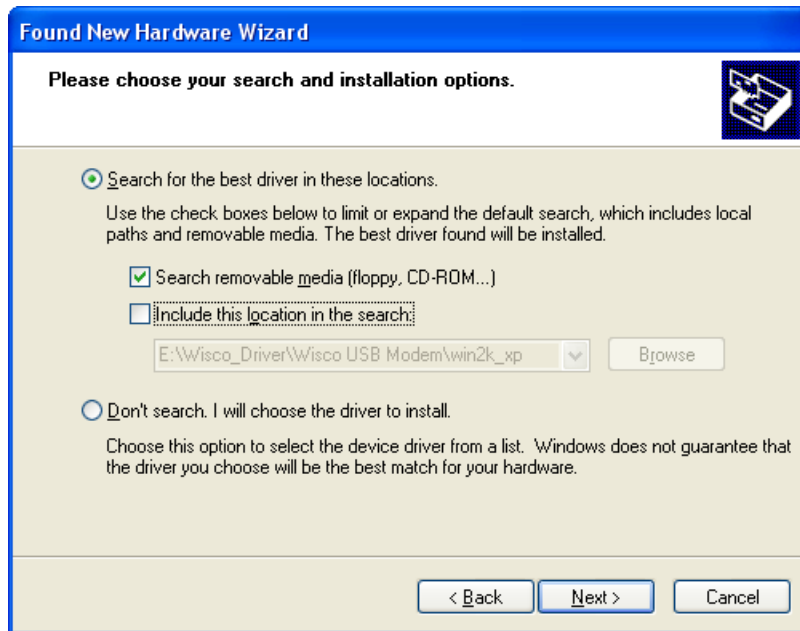 Found New Hardware Wizard
Please choose your search and installation options.
Search for the best driver in these locations.
Use the check boxes below to limit or expand the default search, which includes local
paths and removable media. The best driver found will be installed.
Search removable media (floppy, CD-ROM...)
Include this location in the search:
E:\Wisco_Driver\Wisco USB Modem\win2k_xp
Browse
Don't search. I will choose the driver to install.
Choose this option to select the device driver from a list. Windows does not guarantee that
the driver you choose will be the best match for your hardware.
< Back
Next >
Cancel